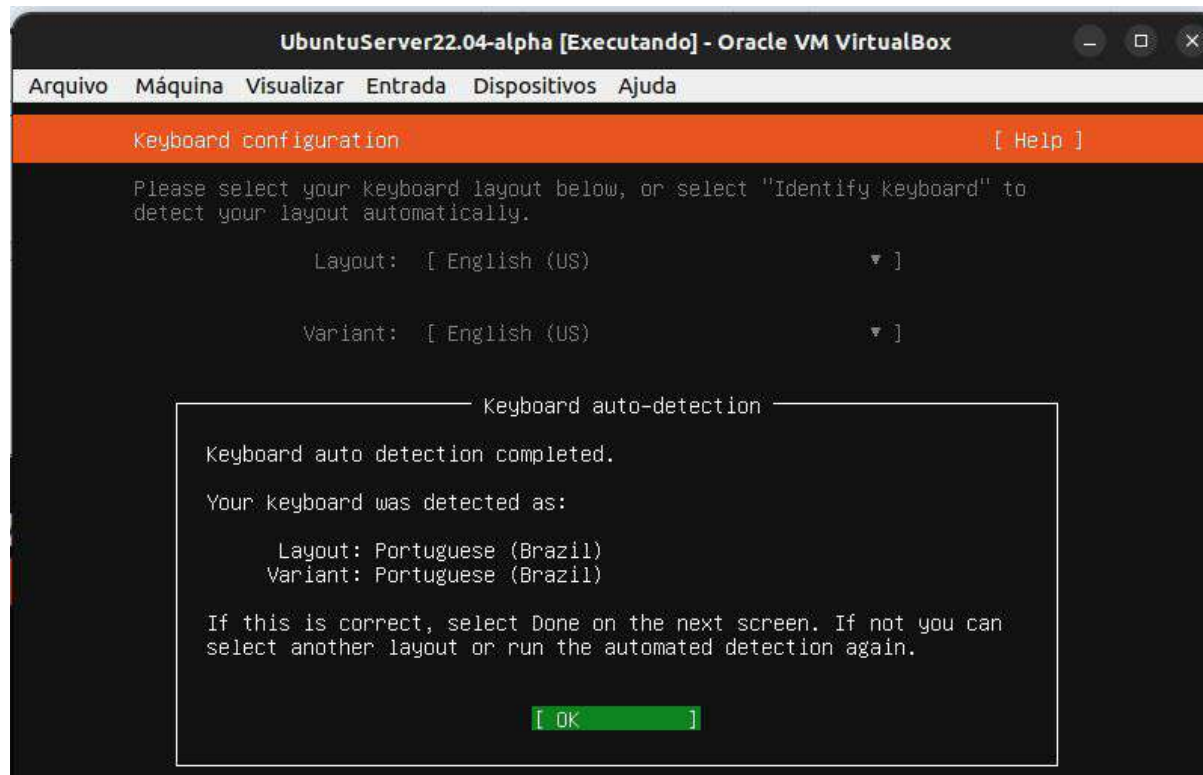 UbuntuServer22.04-alpha [Executando] - Oracle VM VirtualBox
Arquivo Máquina Visualizar Entrada Dispositivos Ajuda
Keyboard configuration [ Help ]
Please select your keyboard layout below, or select "Identify keyboard" to
detect your layout automatically.
Layout: [ English (US) ▾ ]
Variant: [ English (US) ▾ ]
Keyboard auto-detection
Keyboard auto detection completed.
Your keyboard was detected as:
Layout: Portuguese (Brazil)
Variant: Portuguese (Brazil)
If this is correct, select Done on the next screen. If not you can
select another layout or run the automated detection again.
[ OK ]